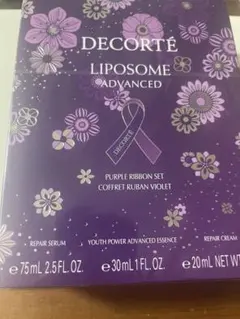 DECORTÉ
LIPOSOME
ADVANCED
DECORTÉ
PURPLE RIBBON SET
COFFRET RUBAN VIOLET
REPAIR SERUM YOUTH POWER ADVANCED ESSENCE REPAIR CREAM
℮75mL 2.5 FL.OZ. ℮30mL 1 FL.OZ. ℮20mL NET W